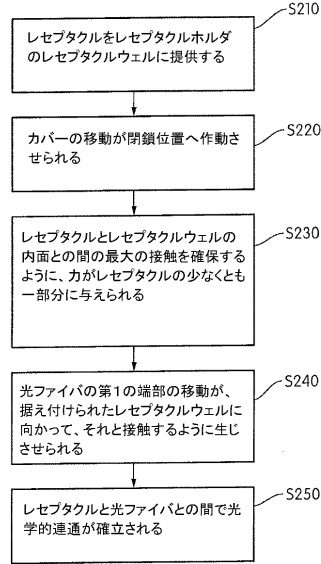 S210
レセプタクルをレセプタクルホルダ
のレセプタクルウェルに提供する
S220
カバーの移動が閉鎖位置へ作動さ
せられる
S230
レセプタクルとレセプタクルウェルの
内面との間の最大の接触を確保する
ように、力がレセプタクルの少なくとも
一部分に与えられる
S240
光ファイバの第1の端部の移動が、
据え付けられたレセプタクルウェルに
向かって、それと接触するように生じ
させられる
S250
レセプタクルと光ファイバとの間で光
学的連通が確立される